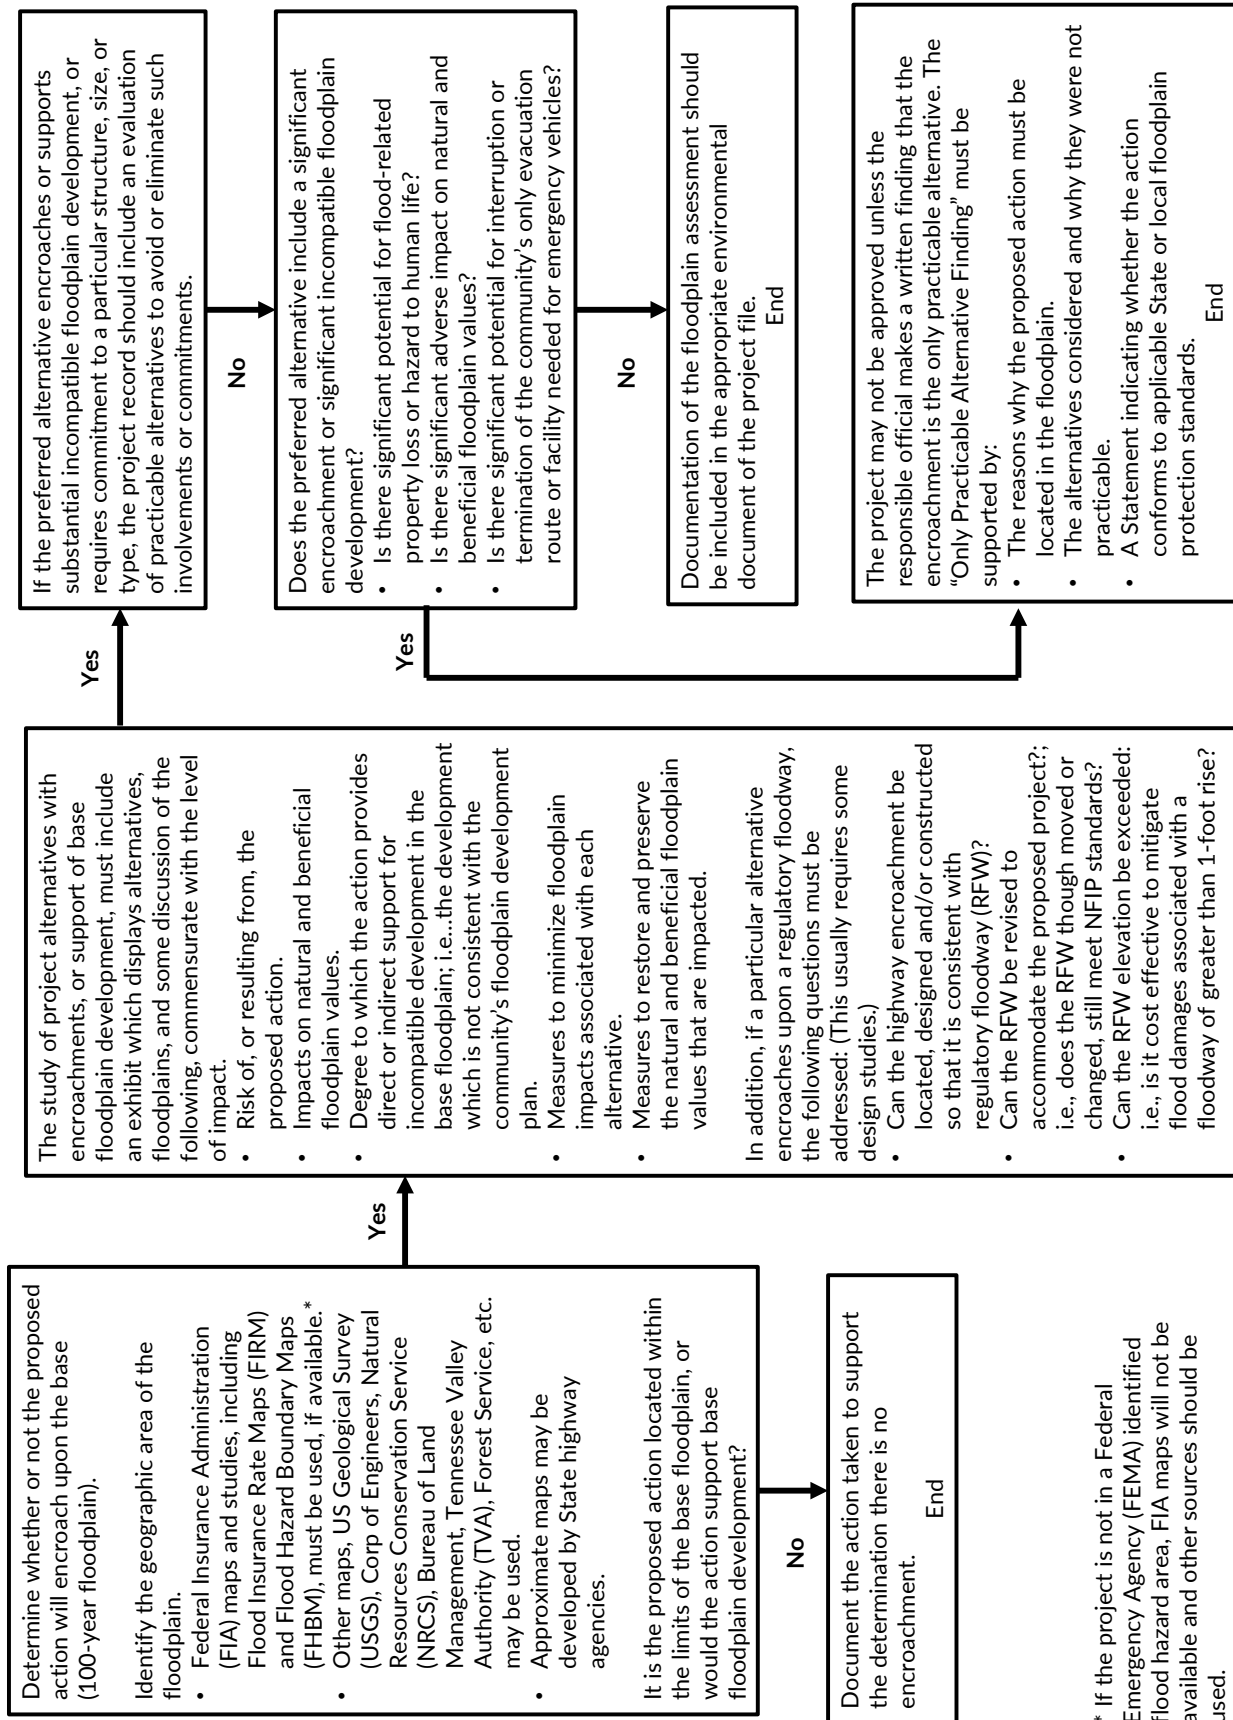 Determine whether or not the proposed
action will encroach upon the base
(100-year floodplain).
Identify the geographic area of the
floodplain.
• Federal Insurance Administration
(FIA) maps and studies, including
Flood Insurance Rate Maps (FIRM)
and Flood Hazard Boundary Maps
(FHBM), must be used, if available.*
• Other maps, US Geological Survey
(USGS), Corp of Engineers, Natural
Resources Conservation Service
(NRCS), Bureau of Land
Management, Tennessee Valley
Authority (TVA), Forest Service, etc.
may be used.
• Approximate maps may be
developed by State highway
agencies.
It is the proposed action located within
the limits of the base floodplain, or
would the action support base
floodplain development?
No
Document the action taken to support
the determination there is no
encroachment.
End
* If the project is not in a Federal
Emergency Agency (FEMA) identified
flood hazard area, FIA maps will not be
available and other sources should be
used.
Yes
The study of project alternatives with
encroachments, or support of base
floodplain development, must include
an exhibit which displays alternatives,
floodplains, and some discussion of the
following, commensurate with the level
of impact.
• Risk of, or resulting from, the
proposed action.
• Impacts on natural and beneficial
floodplain values.
• Degree to which the action provides
direct or indirect support for
incompatible development in the
base floodplain; i.e...the development
which is not consistent with the
community's floodplain development
plan.
• Measures to minimize floodplain
impacts associated with each
alternative.
• Measures to restore and preserve
the natural and beneficial floodplain
values that are impacted.
In addition, if a particular alternative
encroaches upon a regulatory floodway,
the following questions must be
addressed: (This usually requires some
design studies,)
• Can the highway encroachment be
located, designed and/or constructed
so that it is consistent with
regulatory floodway (RFW)?
• Can the RFW be revised to
accommodate the proposed project?;
i.e., does the RFW though moved or
changed, still meet NFIP standards?
• Can the RFW elevation be exceeded:
i.e., is it cost effective to mitigate
flood damages associated with a
floodway of greater than 1-foot rise?
Yes
If the preferred alternative encroaches or supports
substantial incompatible floodplain development, or
requires commitment to a particular structure, size, or
type, the project record should include an evaluation
of practicable alternatives to avoid or eliminate such
involvements or commitments.
No
Does the preferred alternative include a significant
encroachment or significant incompatible floodplain
development?
• Is there significant potential for flood-related
property loss or hazard to human life?
• Is there significant adverse impact on natural and
beneficial floodplain values?
• Is there significant potential for interruption or
termination of the community's only evacuation
route or facility needed for emergency vehicles?
Yes
No
Documentation of the floodplain assessment should
be included in the appropriate environmental
document of the project file.
End
The project may not be approved unless the
responsible official makes a written finding that the
encroachment is the only practicable alternative. The
“Only Practicable Alternative Finding” must be
supported by:
• The reasons why the proposed action must be
located in the floodplain.
• The alternatives considered and why they were not
practicable.
• A Statement indicating whether the action
conforms to applicable State or local floodplain
protection standards.
End